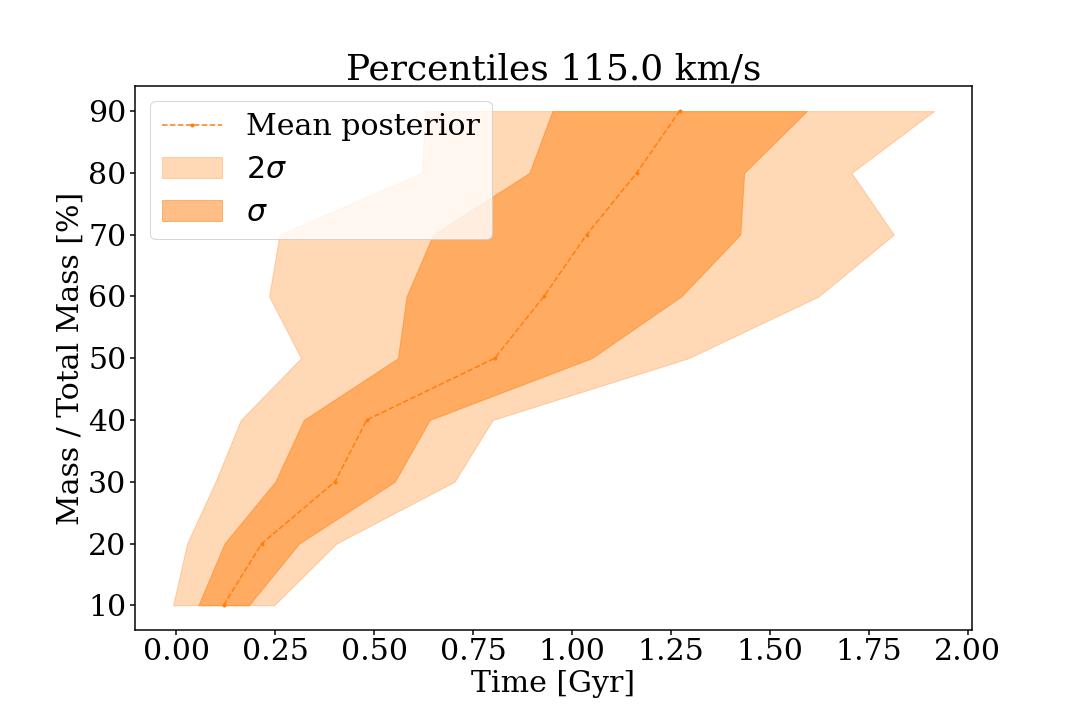 Percentiles 115.0 km/s
Mean posterior
2σ
σ
Mass / Total Mass [%]
90
80
70
60
50
40
30
20
10
0.00 0.25 0.50 0.75 1.00 1.25 1.50 1.75 2.00
Time [Gyr]